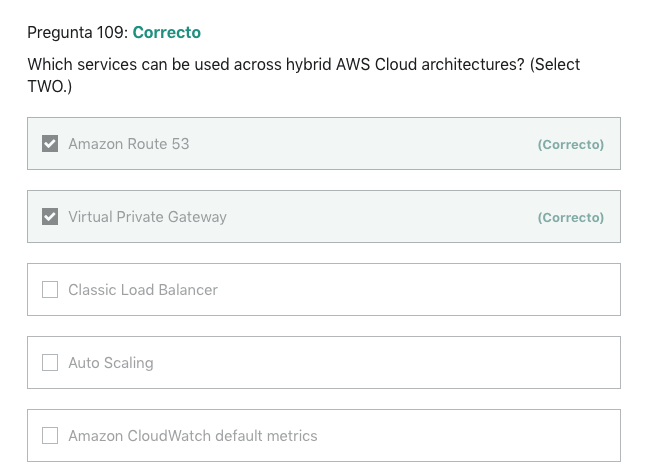 Pregunta 109: Correcto
Which services can be used across hybrid AWS Cloud architectures? (Select
TWO.)
Amazon Route 53 (Correcto)
Virtual Private Gateway (Correcto)
Classic Load Balancer
Auto Scaling
Amazon CloudWatch default metrics